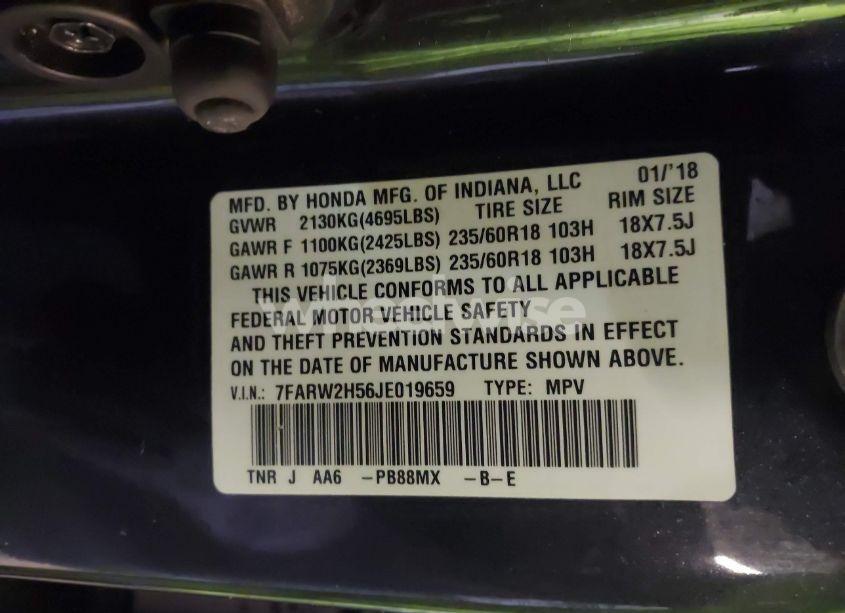 MFD. BY HONDA MFG. OF INDIANA, LLC 01/'18
GVWR 2130KG(4695LBS) TIRE SIZE RIM SIZE
GAWR F 1100KG(2425LBS) 235/60R18 103H 18X7.5J
GAWR R 1075KG(2369LBS) 235/60R18 103H 18X7.5J
THIS VEHICLE CONFORMS TO ALL APPLICABLE
FEDERAL MOTOR VEHICLE SAFETY
Wheelwise
AND THEFT PREVENTION STANDARDS IN EFFECT
ON THE DATE OF MANUFACTURE SHOWN ABOVE.
V.I.N.: 7FARW2H56JE019659 TYPE: MPV
TNR J AA6 -PB88MX -B-E